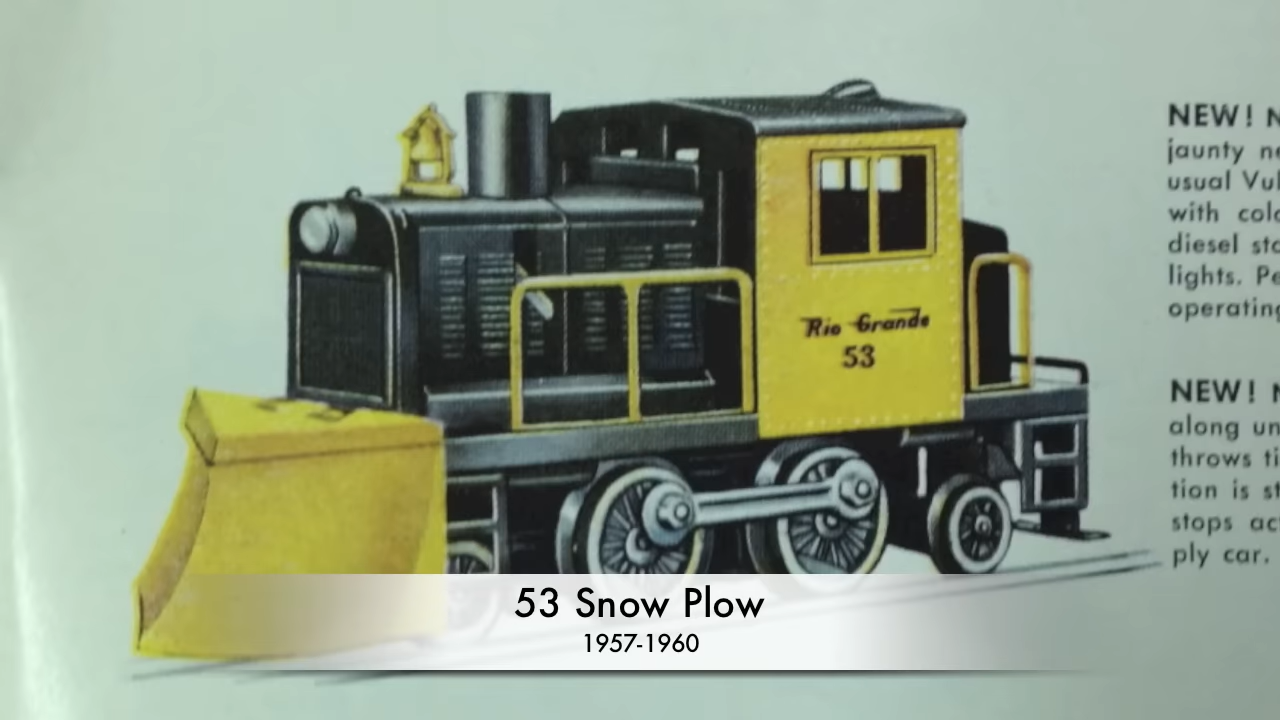 Rio Grande
53
NEW!
jaunty
usual
with
diesel
lights.
operating
NEW!
along
throws
tion is
stops
ply car.
53 Snow Plow
1957-1960